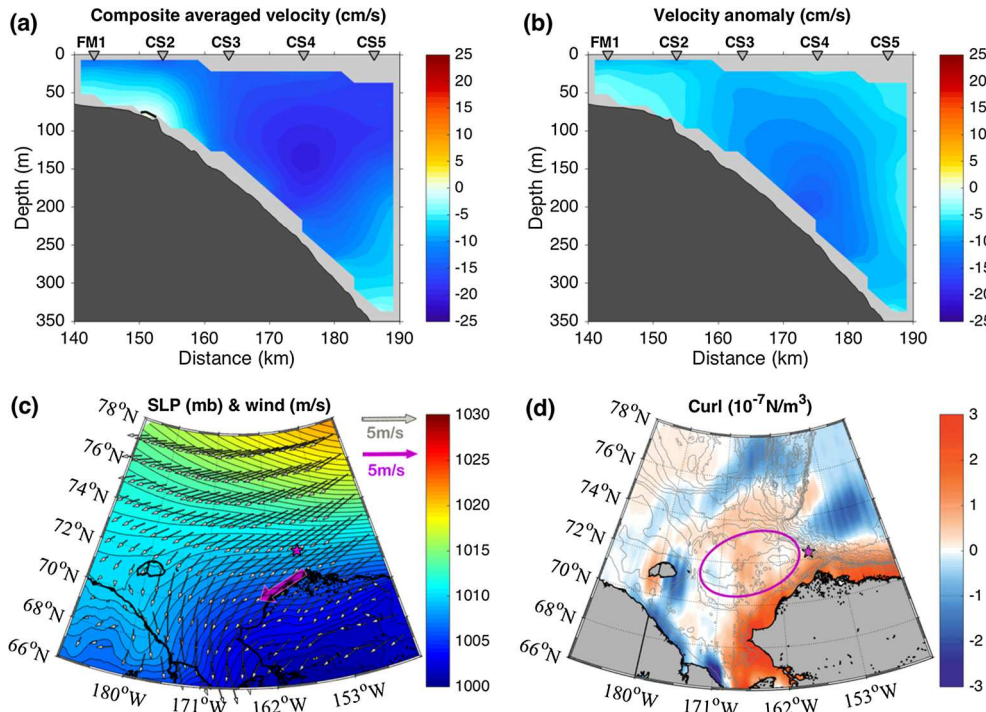 (a) Composite averaged velocity (cm/s)
FM1 CS2 CS3 CS4 CS5
0
50
100
150
200
250
300
350
Depth (m)
140 150 160 170 180 190
Distance (km)
25
20
15
10
5
0
-5
-10
-15
-20
-25
(b) Velocity anomaly (cm/s)
FM1 CS2 CS3 CS4 CS5
0
50
100
150
200
250
300
350
Depth (m)
140 150 160 170 180 190
Distance (km)
25
20
15
10
5
0
-5
-10
-15
-20
-25
(c) SLP (mb) & wind (m/s)
5m/s
5m/s
78°N
76°N
74°N
72°N
70°N
68°N
66°N
180°W 171°W 162°W 153°W
1030
1025
1020
1015
1010
1005
1000
(d) Curl (10⁻⁷N/m³)
78°N
76°N
74°N
72°N
70°N
68°N
66°N
180°W 171°W 162°W 153°W
3
2
1
0
-1
-2
-3